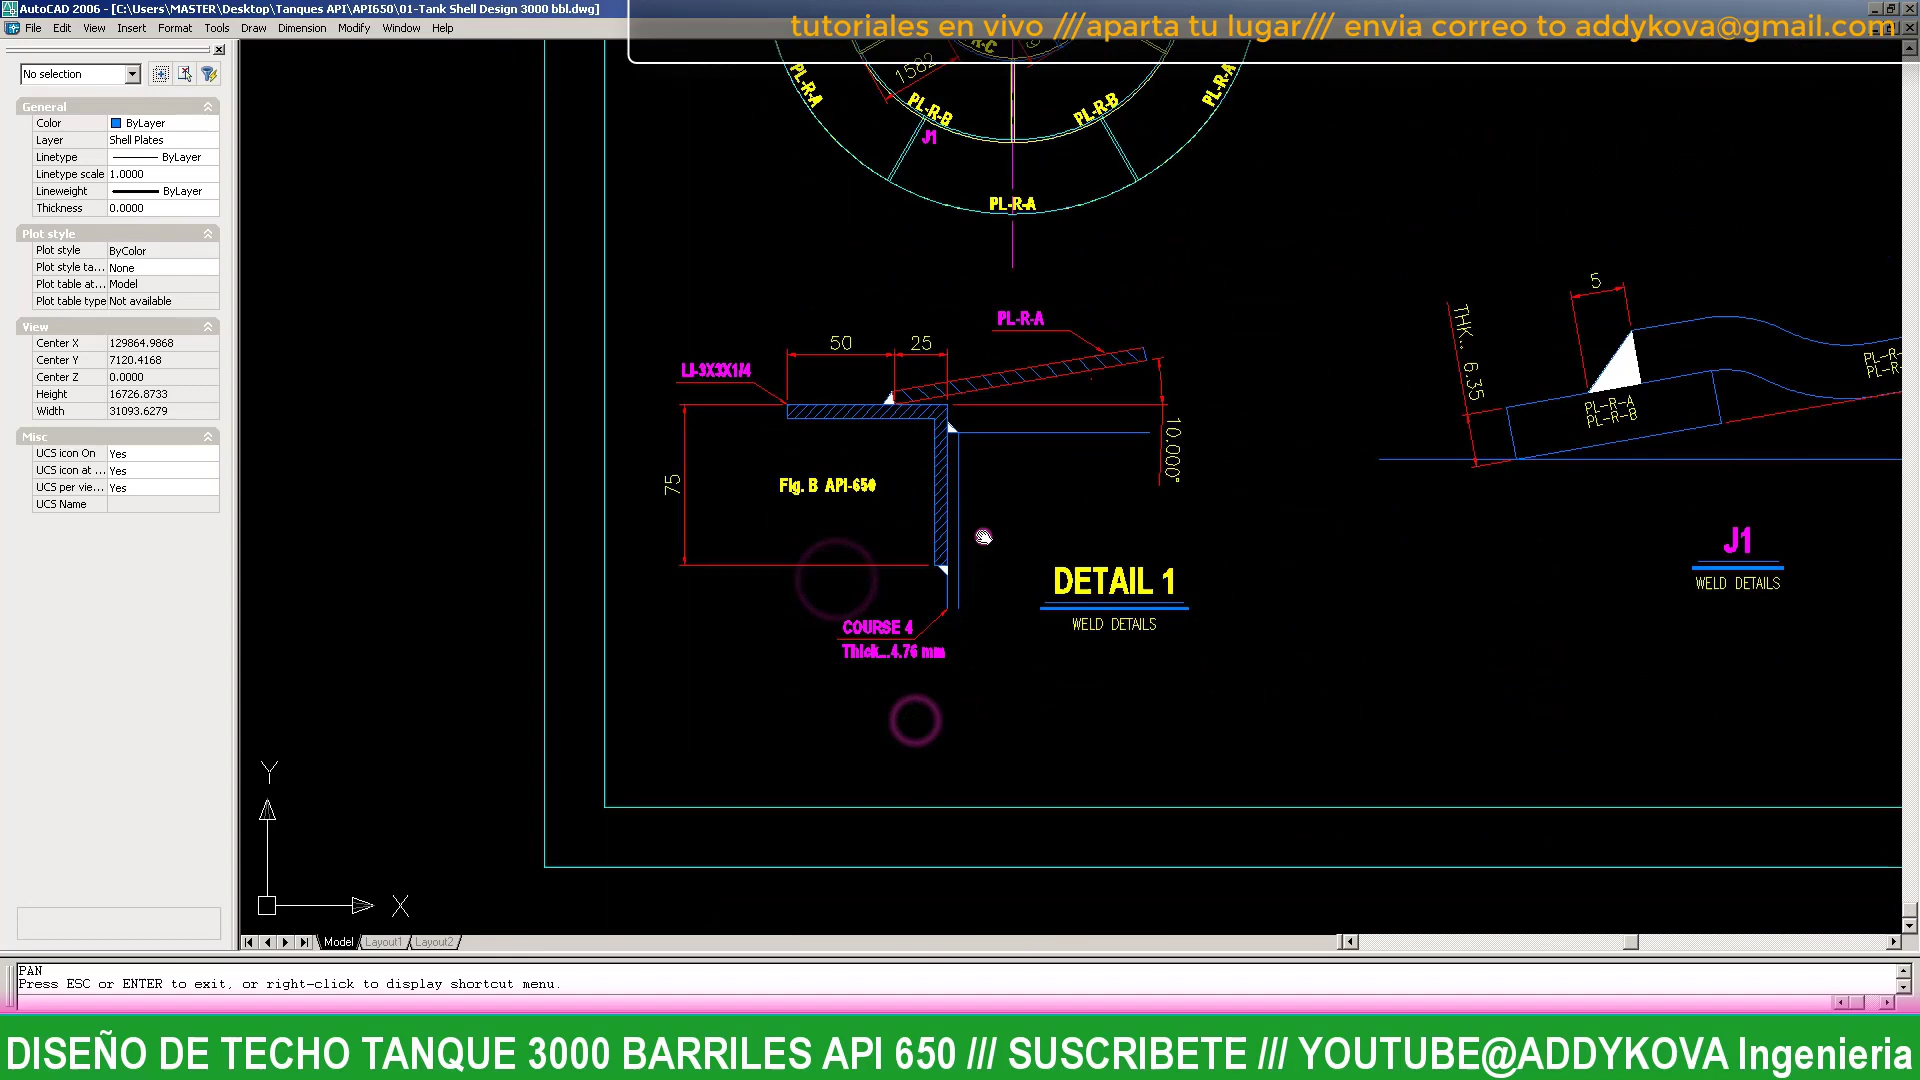 AutoCAD 2006 - [C:\Users\MASTER\Desktop\Tanques API\API650\01-Tank Shell Design 3000 bbl.dwg]
tutoriales en vivo ///aparta tu lugar/// envia correo to addykova@gmail.com
File Edit View Insert Format Tools Draw Dimension Modify Window Help
No selection
General
Color ByLayer
Layer Shell Plates
Linetype ByLayer
Linetype scale 1.0000
Lineweight ByLayer
Thickness 0.0000
Plot style
Plot style ByColor
Plot style ta... None
Plot table at... Model
Plot table type Not available
View
Center X 129864.9868
Center Y 7120.4168
Center Z 0.0000
Height 16726.8733
Width 31093.6279
Misc
UCS icon On Yes
UCS icon at ... Yes
UCS per vie... Yes
UCS Name
1582
PL-R-A
PL-R-B
PL-R-B
PL-R-A
J1
PL-R-A
PL-R-A
50
25
LI-3X3X1/4
75
Fig. B API-650
10.000°
DETAIL 1
WELD DETAILS
COURSE 4
Thick...4.76 mm
5
THK.. 6.35
PL-R-A
PL-R-B
J1
WELD DETAILS
Y
X
Model Layout1 Layout2
PAN
Press ESC or ENTER to exit, or right-click to display shortcut menu.
DISEÑO DE TECHO TANQUE 3000 BARRILES API 650 /// SUSCRIBETE /// YOUTUBE@ADDYKOVA Ingenieria